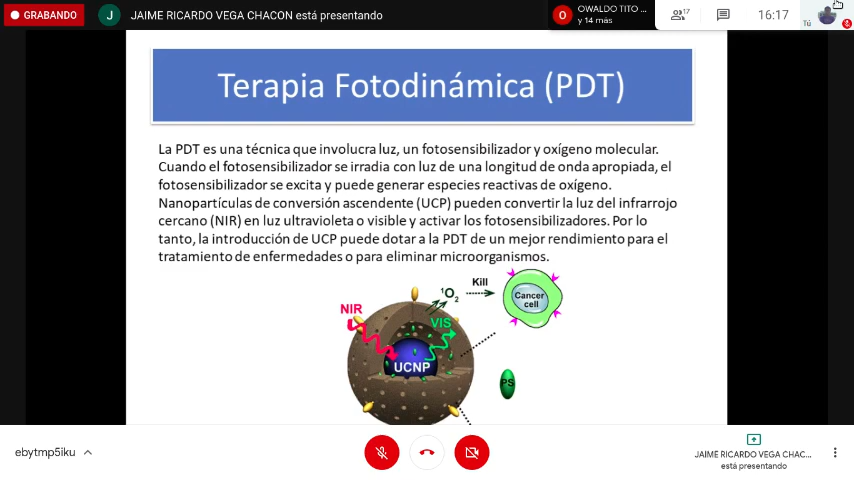 GRABANDO
J
JAIME RICARDO VEGA CHACON está presentando
O
OWALDO TITO ...
y 14 más
17
16:17
Tú
Terapia Fotodinámica (PDT)
La PDT es una técnica que involucra luz, un fotosensibilizador y oxígeno molecular.
Cuando el fotosensibilizador se irradia con luz de una longitud de onda apropiada, el
fotosensibilizador se excita y puede generar especies reactivas de oxígeno.
Nanopartículas de conversión ascendente (UCP) pueden convertir la luz del infrarrojo
cercano (NIR) en luz ultravioleta o visible y activar los fotosensibilizadores. Por lo
tanto, la introducción de UCP puede dotar a la PDT de un mejor rendimiento para el
tratamiento de enfermedades o para eliminar microorganismos.
Kill
¹O₂
Cancer
cell
NIR
VIS
UCNP
PS
ebytmp5iku
JAIME RICARDO VEGA CHAC...
está presentando